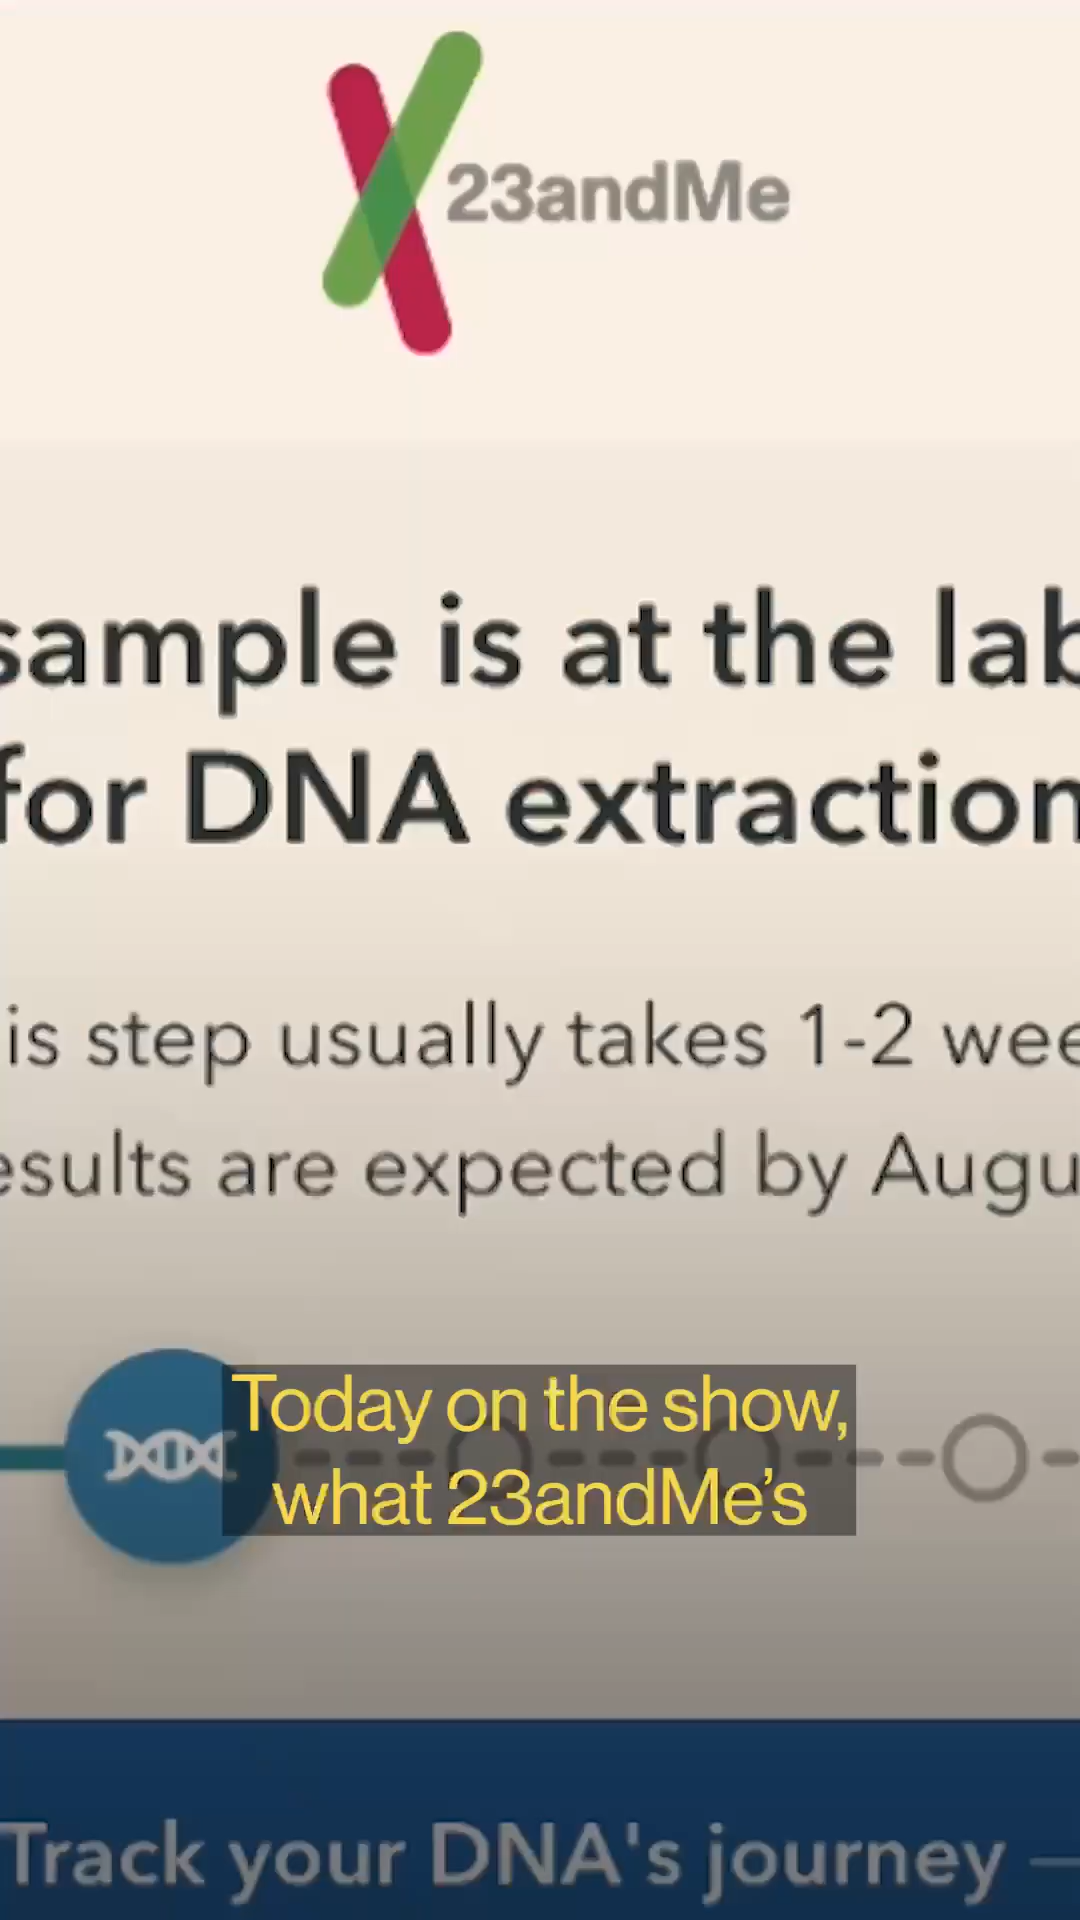 23andMe
sample is at the lab
for DNA extraction
is step usually takes 1-2 wee
esults are expected by Augu
Today on the show,
what 23andMe's
Track your DNA's journey —